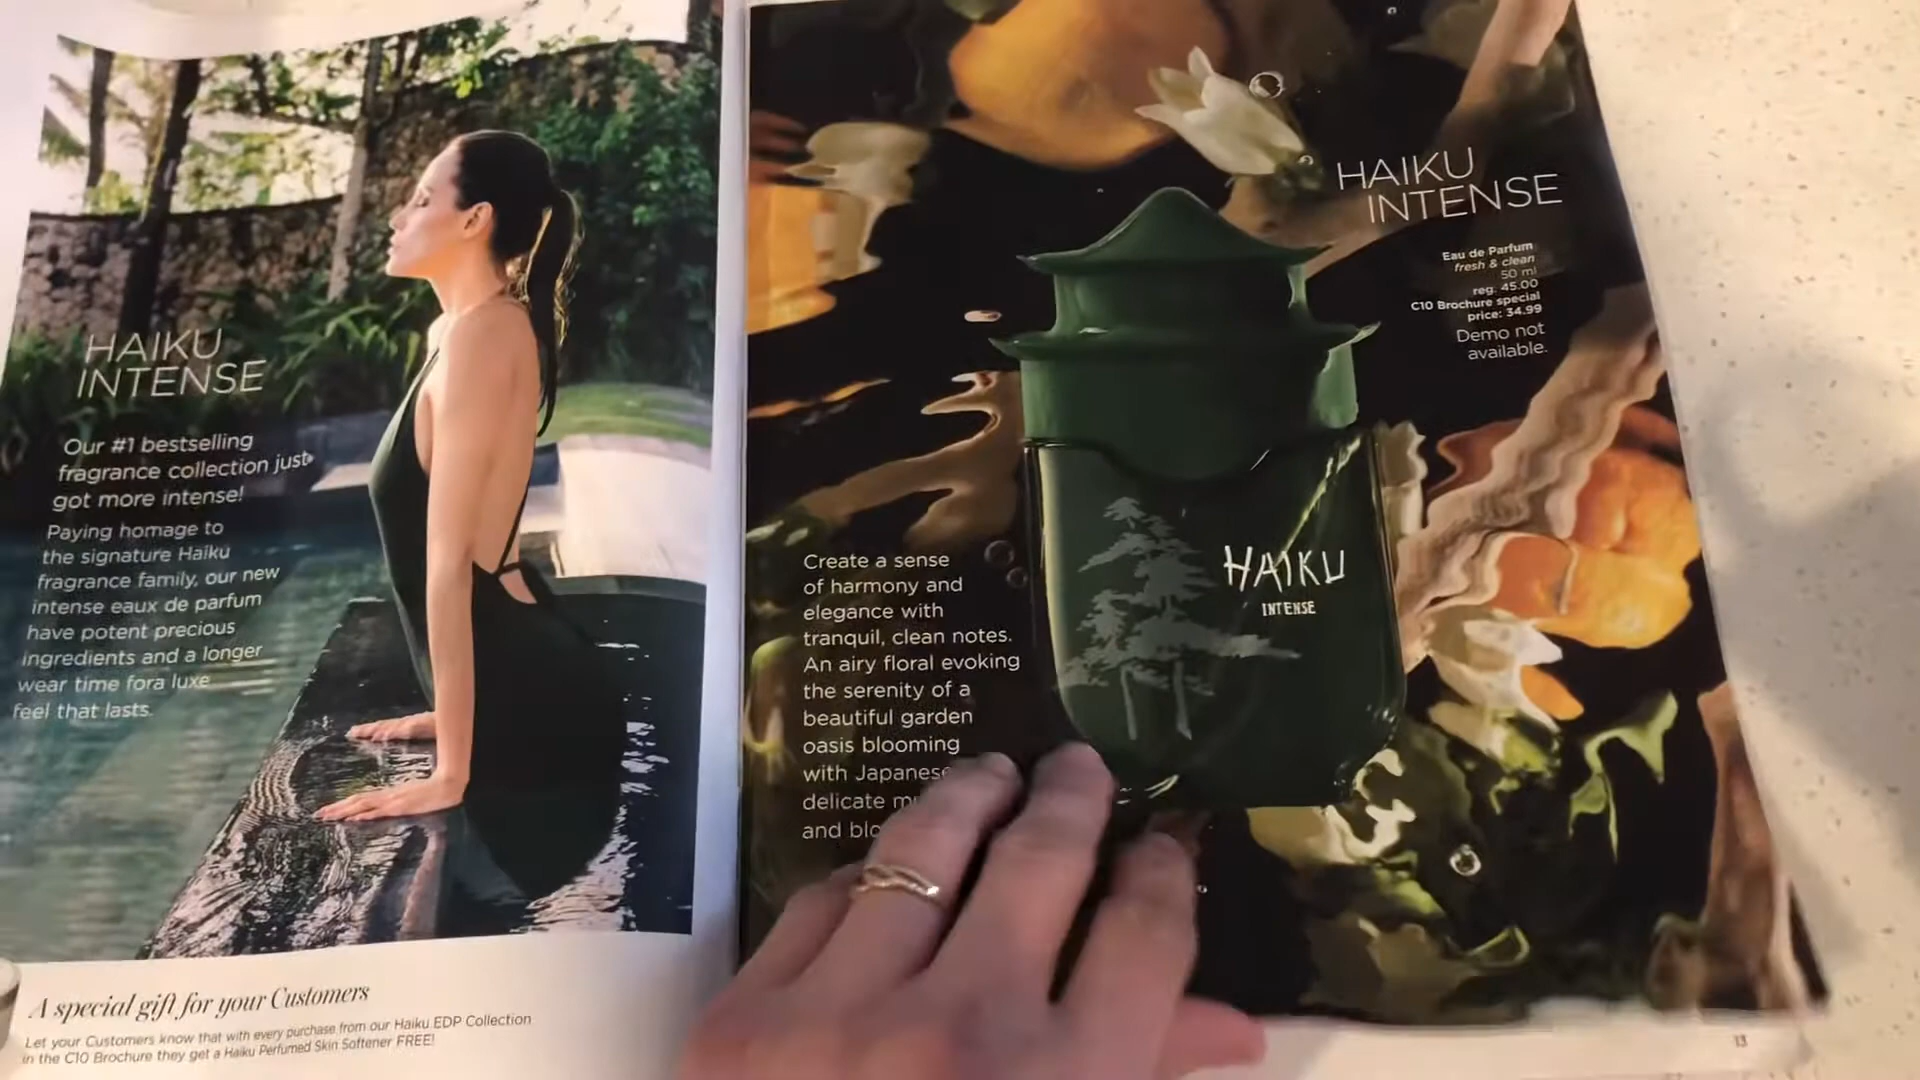 HAIKU
INTENSE
Our #1 bestselling
fragrance collection just
got more intense!
Paying homage to
the signature Haiku
fragrance family, our new
intense eaux de parfum
have potent precious
ingredients and a longer
wear time fora luxe
feel that lasts.
A special gift for your Customers
Let your Customers know that with every purchase from our Haiku EDP Collection
in the C10 Brochure they get a Haiku Perfumed Skin Softener FREE!
HAIKU
INTENSE
Eau de Parfum
fresh & clean
50 ml
reg. 45.00
C10 Brochure special
price: 34.99
Demo not
available.
HAIKU
INTENSE
Create a sense
of harmony and
elegance with
tranquil, clean notes.
An airy floral evoking
the serenity of a
beautiful garden
oasis blooming
with Japanese
delicate
and
13